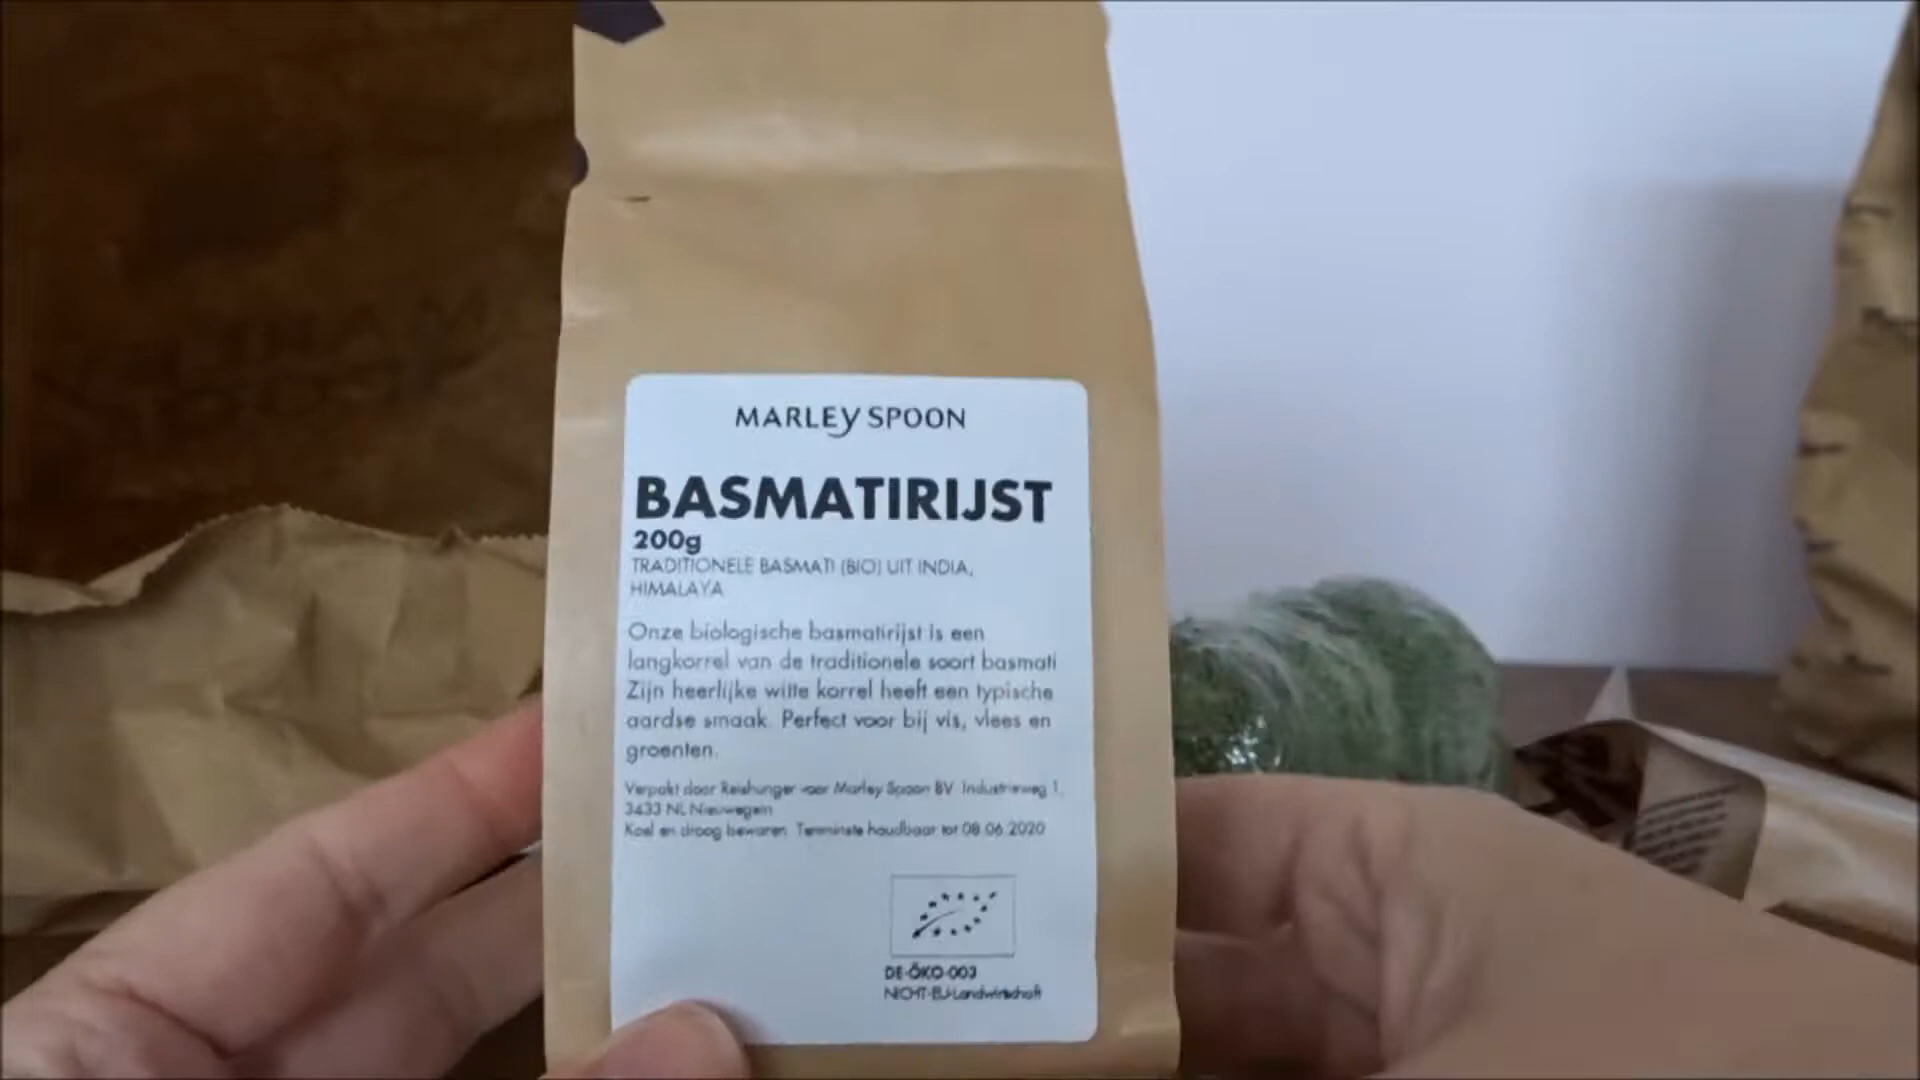 MARLEY SPOON
BASMATIRIJST
200g
TRADITIONELE BASMATI (BIO) UIT INDIA,
HIMALAYA
Onze biologische basmatirijst is een
langkorrel van de traditionele soort basmati
Zijn heerlijke witte korrel heeft een typische
aardse smaak. Perfect voor bij vis, vlees en
groenten.
Verpakt door Reishunger voor Marley Spoon BV Industrieweg 1,
3433 NL Nieuwegein
Koel en droog bewaren. Tenminste houdbaar tot 08.06.2020
DE-ÖKO-003
NICHT-EU-Landwirtschaft